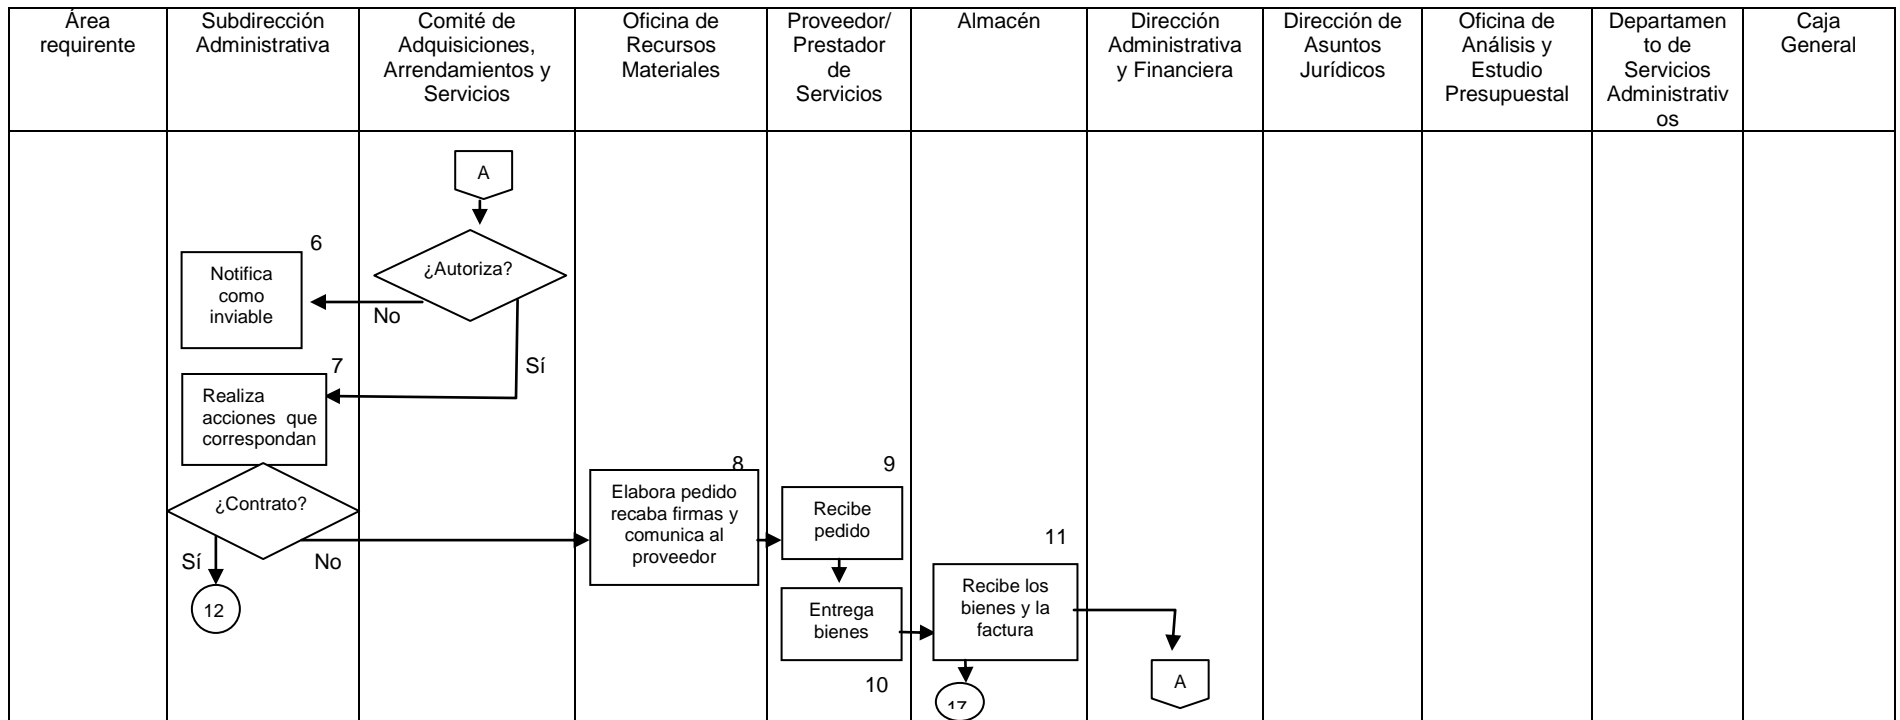 Área
requirente
Subdirección
Administrativa
Comité de
Adquisiciones,
Arrendamientos y
Servicios
Oficina de
Recursos
Materiales
Proveedor/
Prestador
de
Servicios
Almacén
Dirección
Administrativa
y Financiera
Dirección de
Asuntos
Jurídicos
Oficina de
Análisis y
Estudio
Presupuestal
Departamen
to de
Servicios
Administrativ
os
Caja
General
A
¿Autoriza?
6
Notifica
como
inviable
No
Sí
7
Realiza
acciones que
correspondan
¿Contrato?
Sí
No
12
8
Elabora pedido
recaba firmas y
comunica al
proveedor
9
Recibe
pedido
Entrega
bienes
10
11
Recibe los
bienes y la
factura
17
A